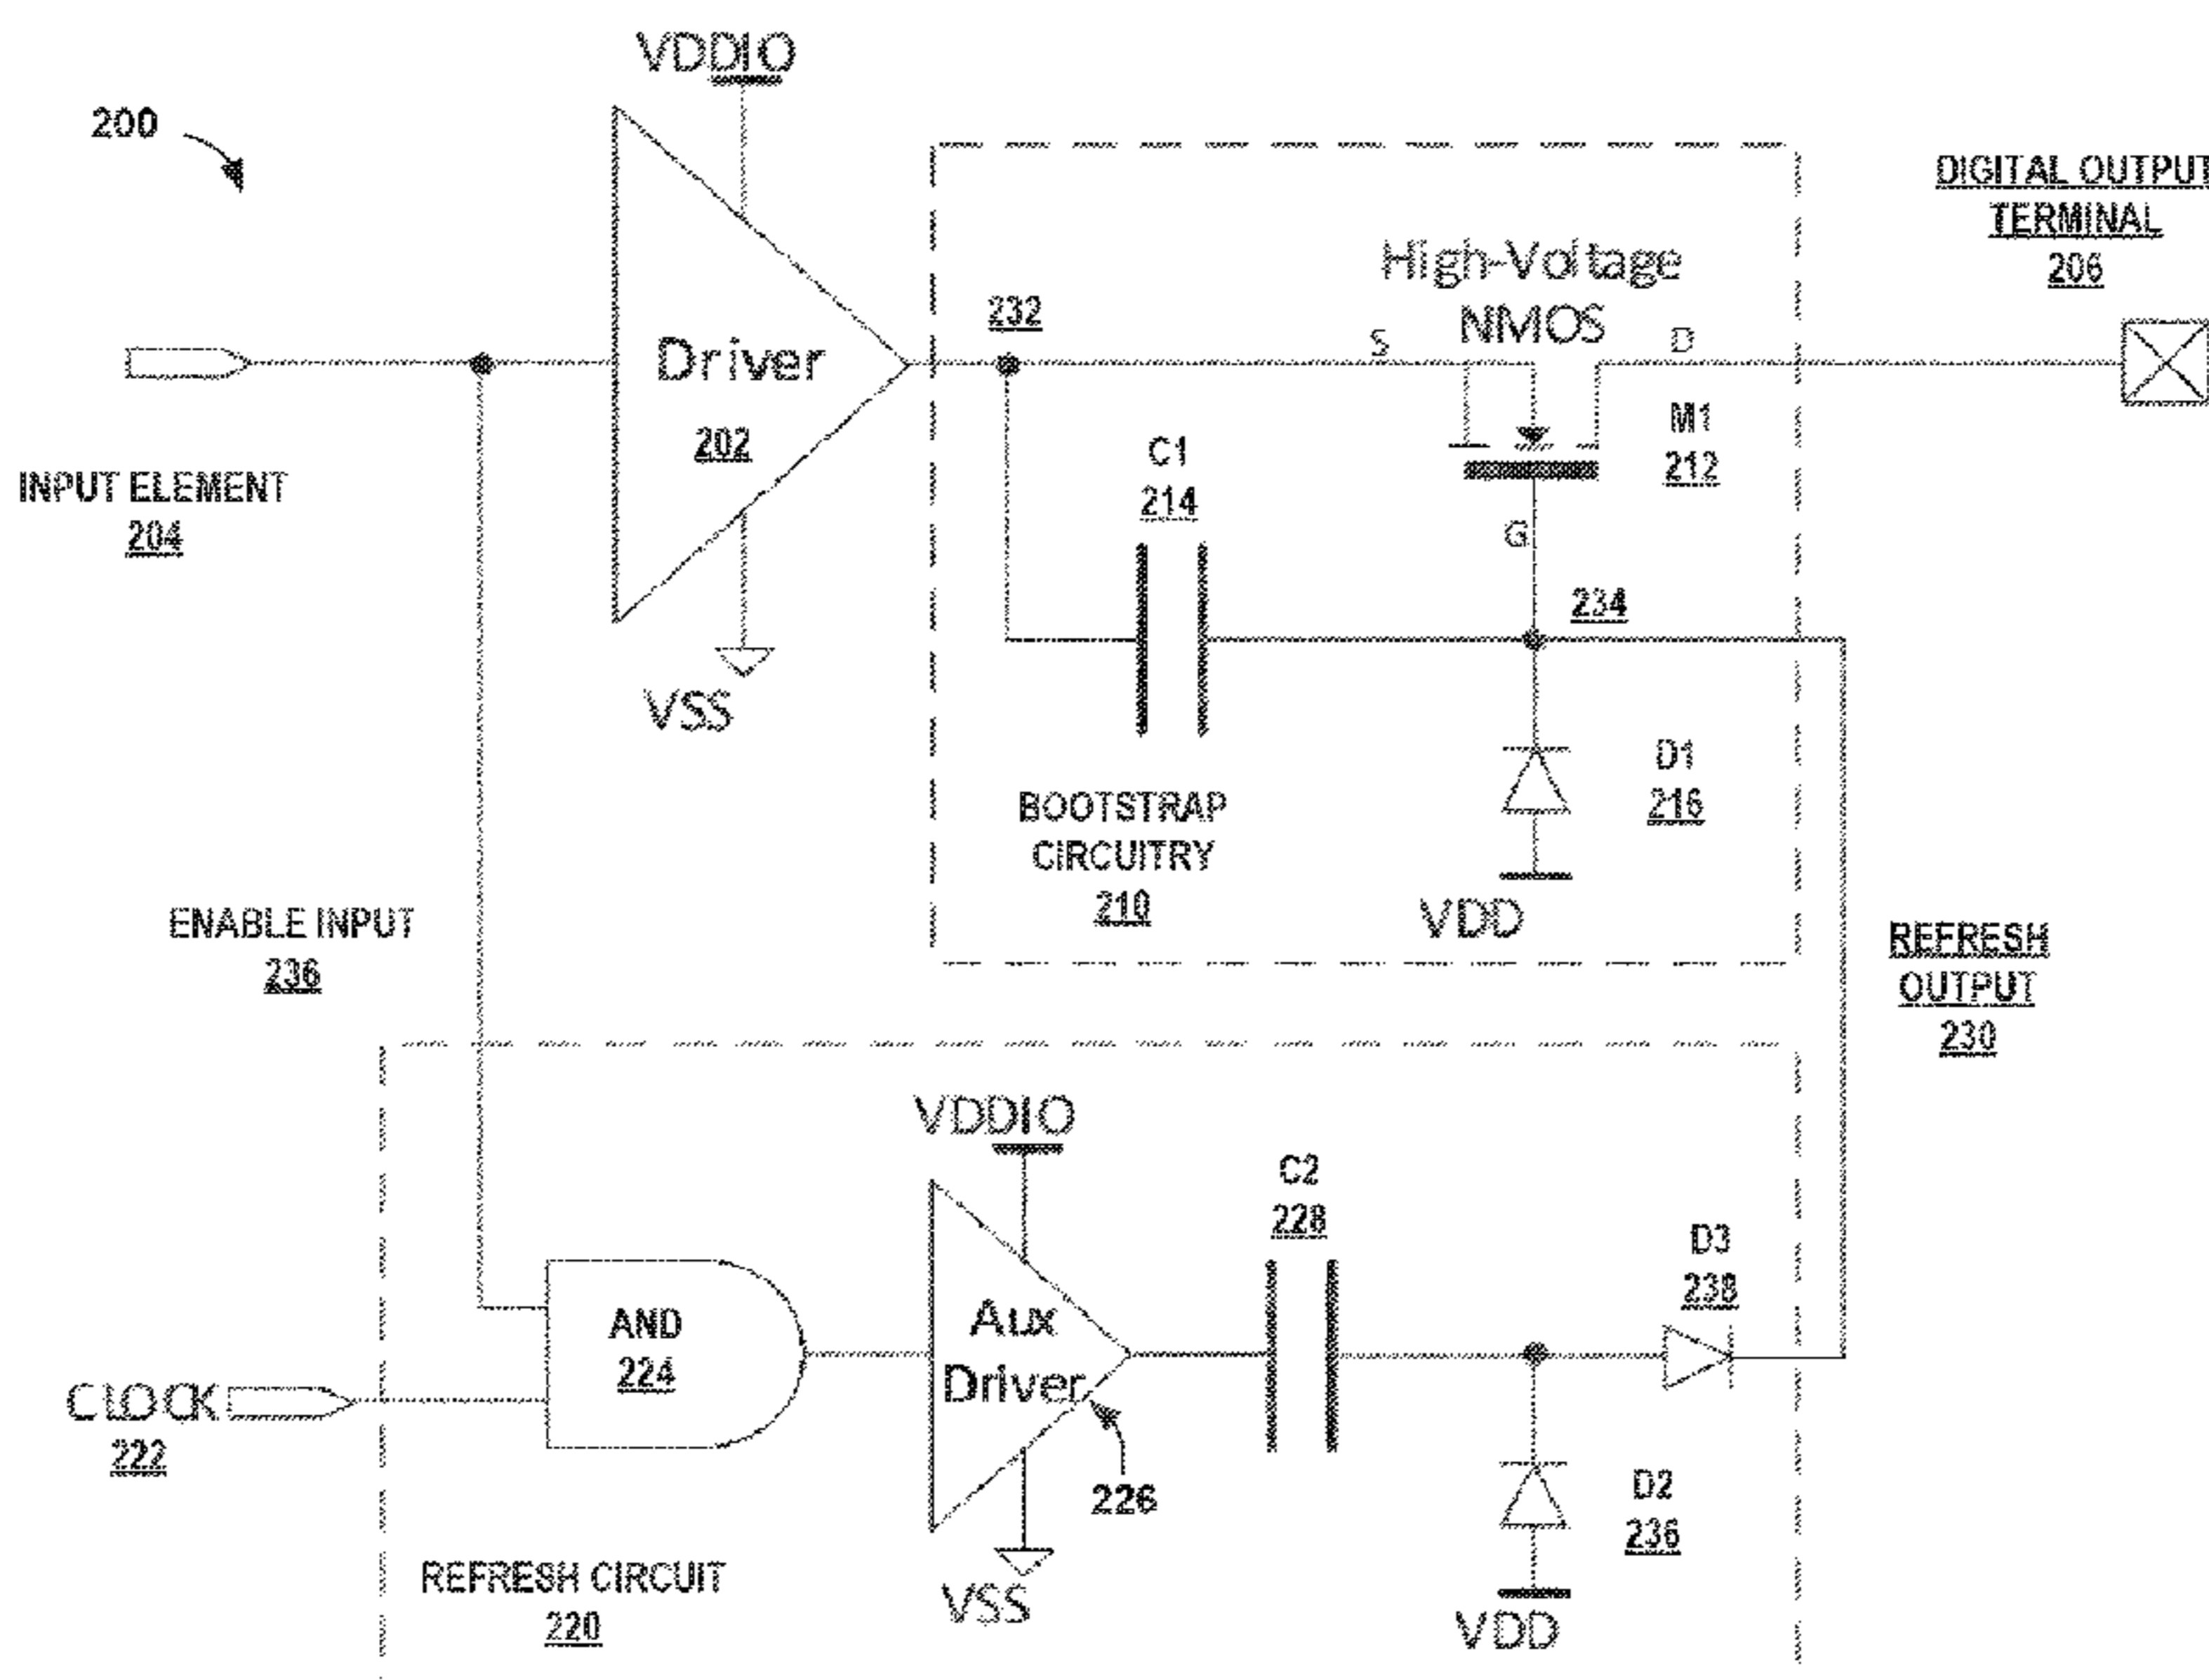 VDDIO
200
DIGITAL OUTPUT
TERMINAL
206
High-Voltage
NMOS
232
S
D
Driver
202
M1
212
C1
214
INPUT ELEMENT
204
G
234
VSS
D1
216
BOOTSTRAP
CIRCUITRY
210
VDD
ENABLE INPUT
236
REFRESH
OUTPUT
230
VDDIO
C2
228
D3
238
AND
224
Aux
Driver
CLOCK
222
226
D2
236
REFRESH CIRCUIT
220
VSS
VDD